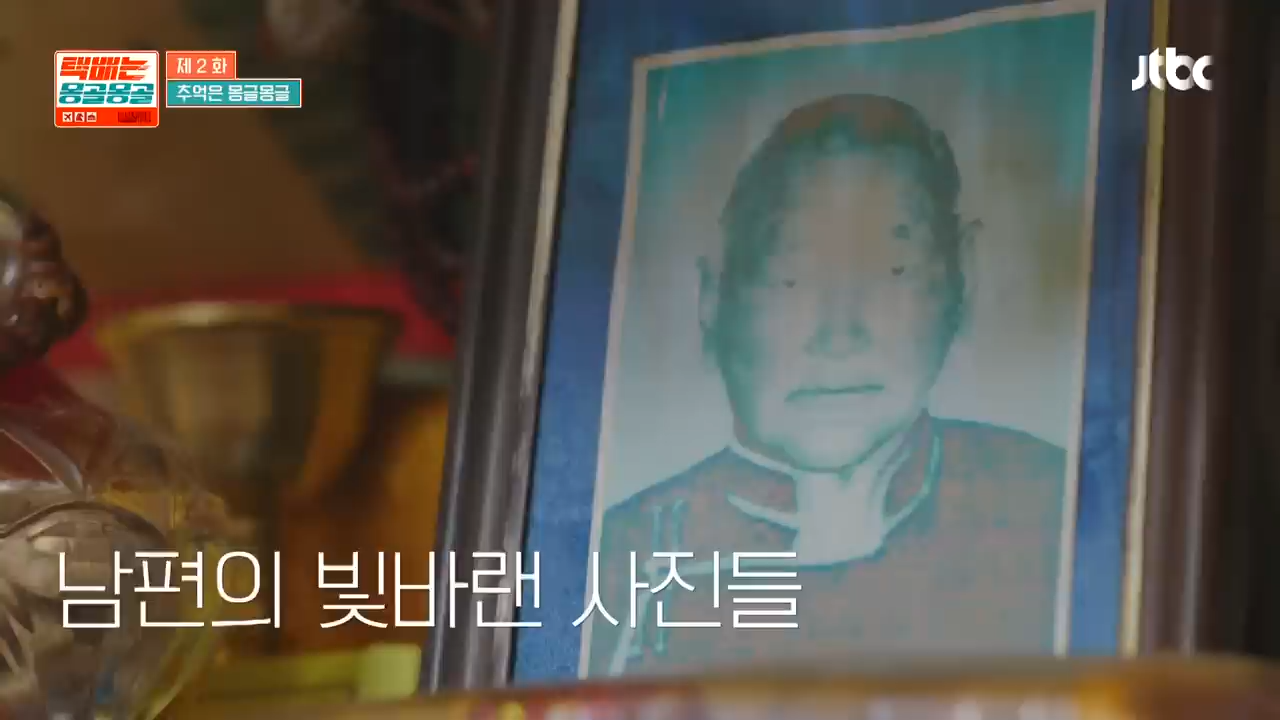 택배는
몽골몽골
제2화
추억은 몽글몽글
jtbc
남편의 빛바랜 사진들